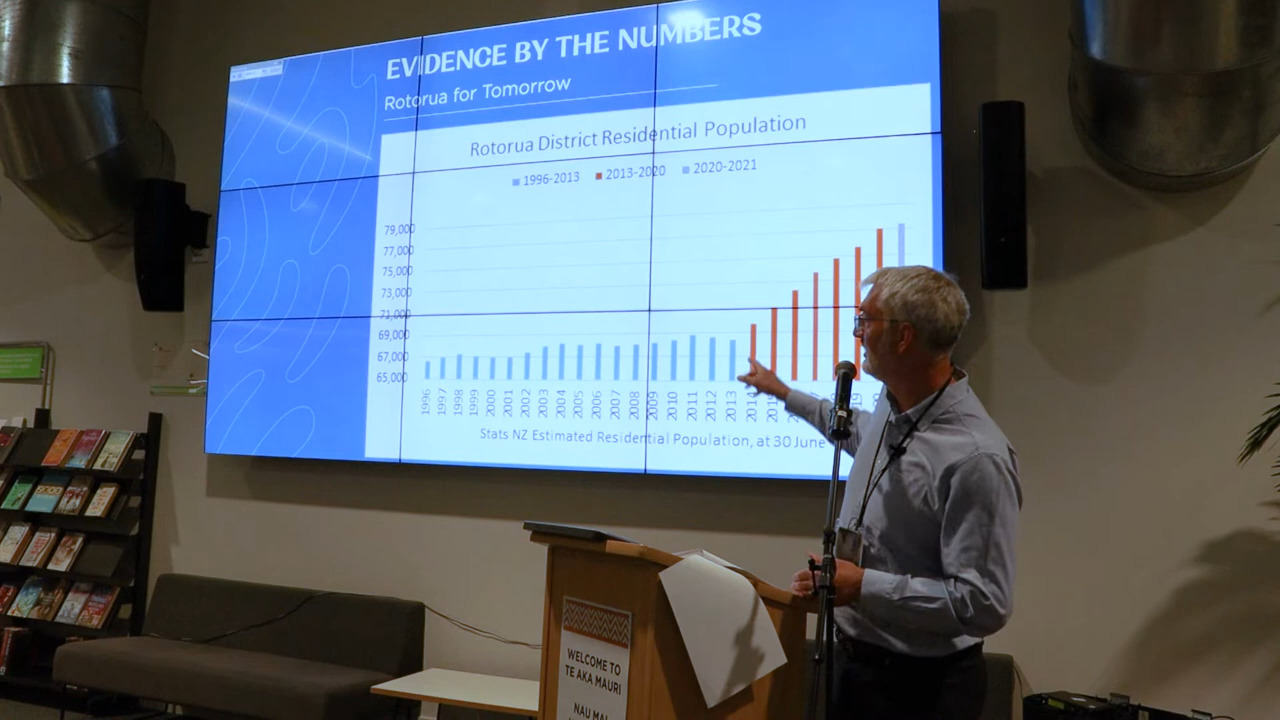 EVIDENCE BY THE NUMBERS
Rotorua for Tomorrow
Rotorua District Residential Population
1996-2013 2013-2020 2020-2021
79,000
77,000
75,000
73,000
71,000
69,000
67,000
65,000
1996 1997 1998 1999 2000 2001 2002 2003 2004 2005 2006 2007 2008 2009 2010 2011 2012 2013 2014
Stats NZ Estimated Residential Population, at 30 June
WELCOME TO
TE AKA MAURI
NAU MAI